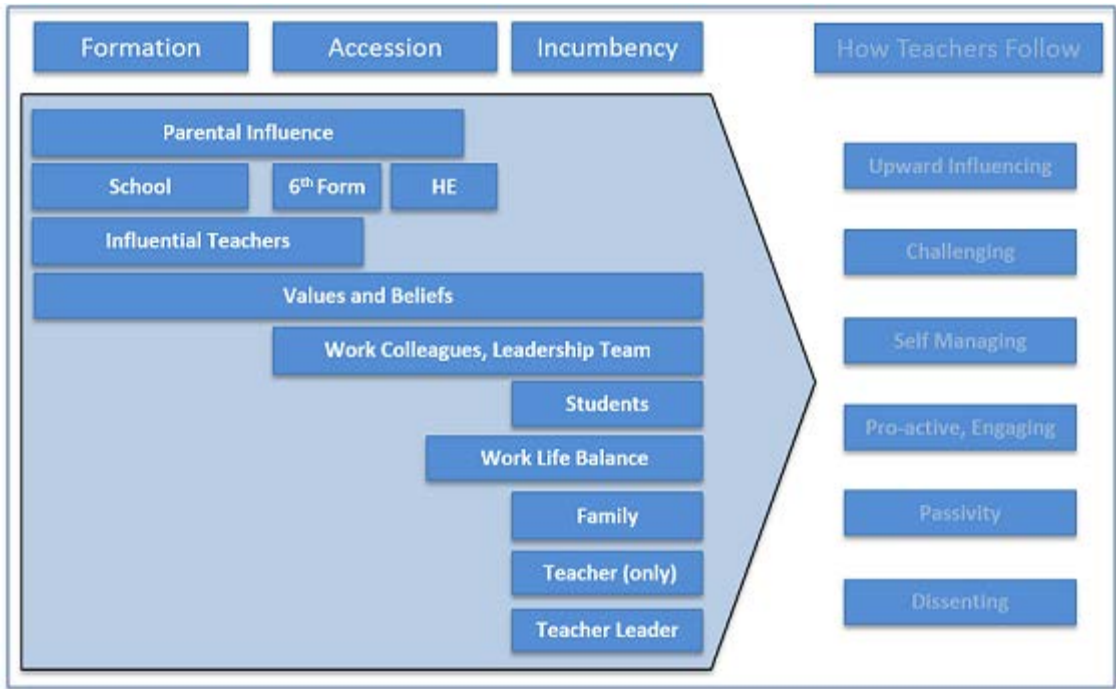 Formation Accession Incumbency How Teachers Follow
Parental Influence
School 6th Form HE
Influential Teachers
Values and Beliefs
Work Colleagues, Leadership Team
Students
Work Life Balance
Family
Teacher (only)
Teacher Leader
Upward Influencing
Challenging
Self Managing
Pro-active, Engaging
Passivity
Dissenting